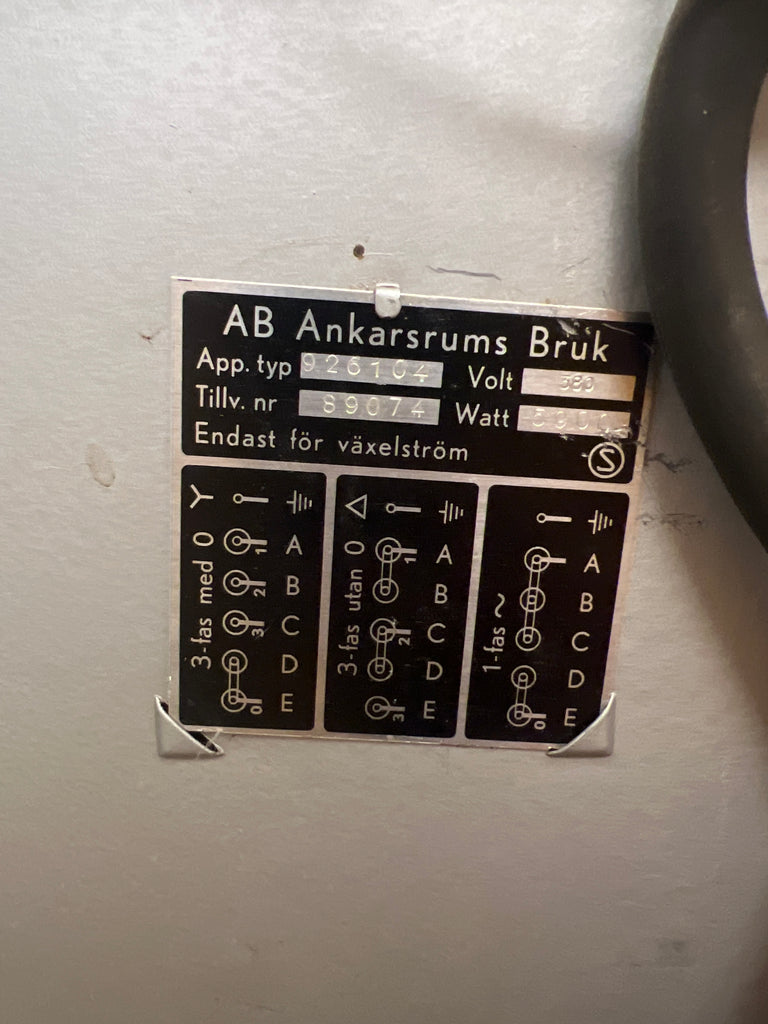 AB Ankarsrums Bruk
App. typ 926104 Volt 380
Tillv. nr 89074 Watt
Endast för växelström
S
3-fas med 0
1 A
2 B
3 C
D
0 E
3-fas utan 0
1 A
B
2 C
D
3 E
1-fas ~
A
B
C
D
0 E